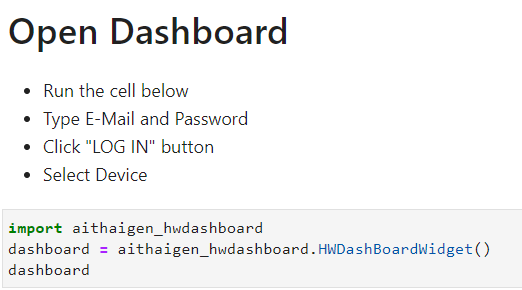 Open Dashboard
• Run the cell below
• Type E-Mail and Password
• Click "LOG IN" button
• Select Device
import aithaigen_hwdashboard
dashboard = aithaigen_hwdashboard.HWDashBoardWidget()
dashboard